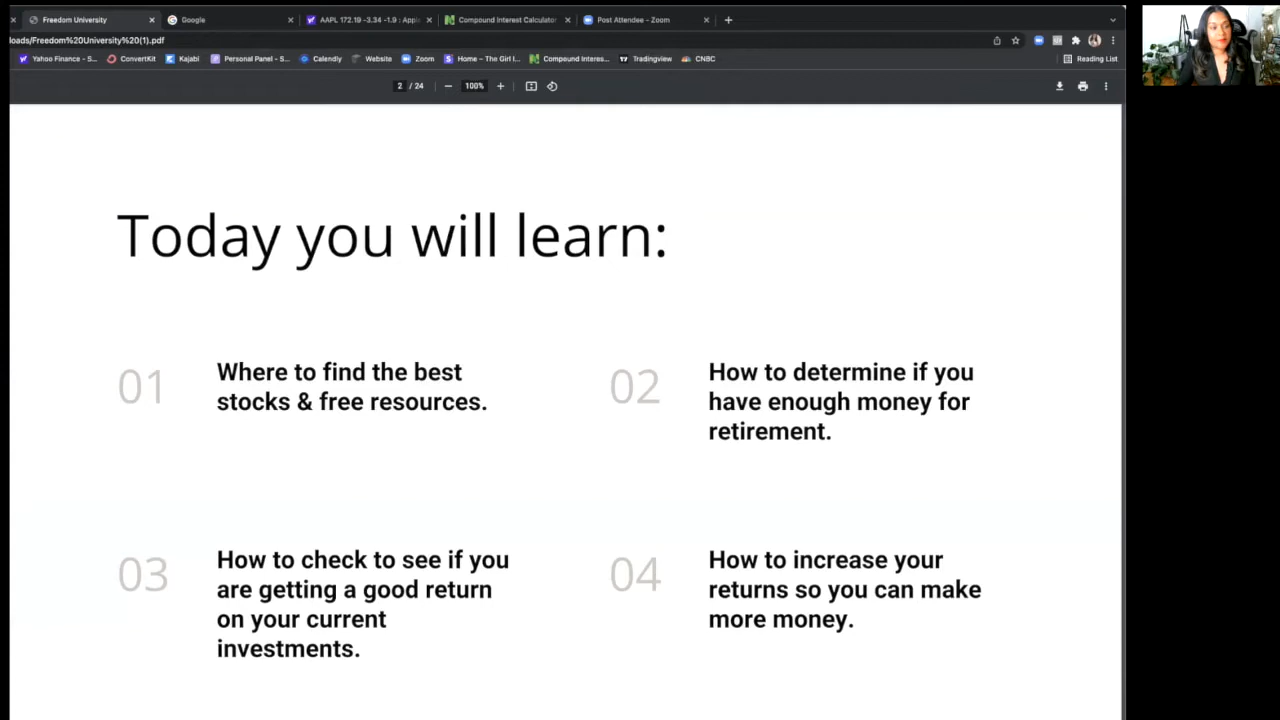 Freedom University
Google
AAPL 172.19 -3.34 -1.9 : Apple
Compound Interest Calculator
Post Attendee - Zoom
loads/Freedom%20University%20(1).pdf
Yahoo Finance - S...
ConvertKit
Kajabi
Personal Panel - S...
Calendly
Website
Zoom
Home – The Girl I...
Compound Interes...
Tradingview
CNBC
Reading List
2 / 24
100%
Today you will learn:
01
Where to find the best
stocks & free resources.
02
How to determine if you
have enough money for
retirement.
03
How to check to see if you
are getting a good return
on your current
investments.
04
How to increase your
returns so you can make
more money.